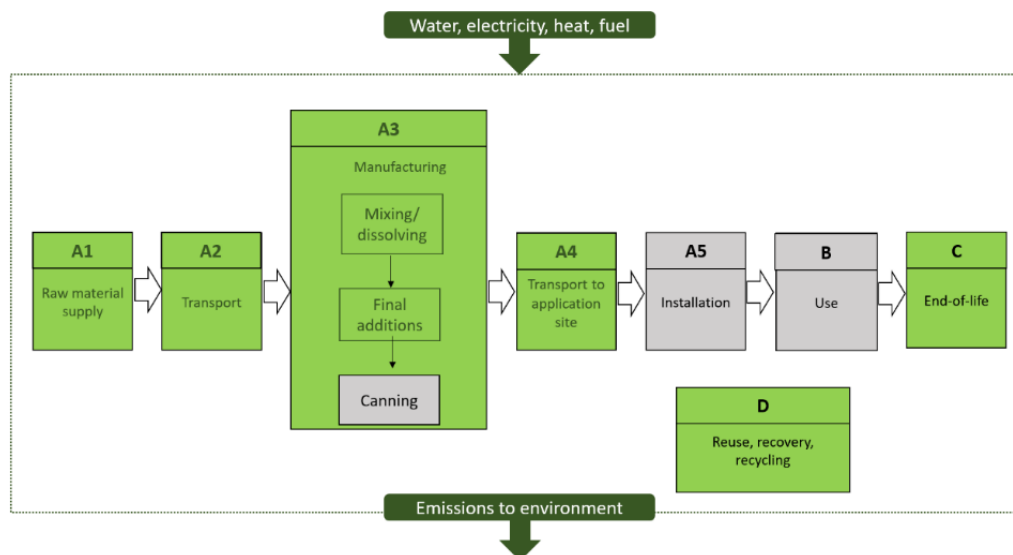 Water, electricity, heat, fuel
A1
Raw material
supply
A2
Transport
A3
Manufacturing
Mixing/
dissolving
Final
additions
Canning
A4
Transport to
application
site
A5
Installation
B
Use
C
End-of-life
D
Reuse, recovery,
recycling
Emissions to environment